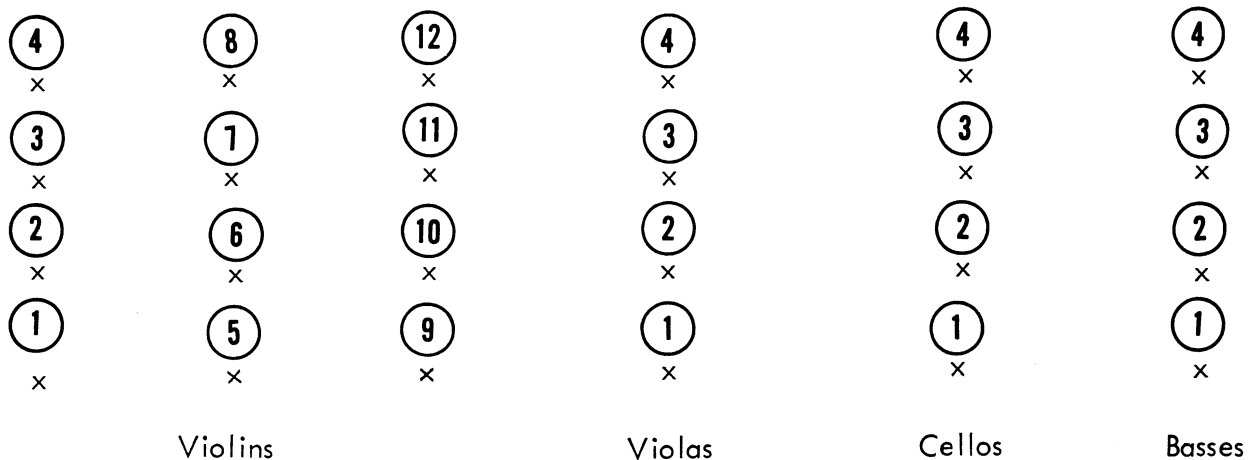 4 8 12 4 4 4
x x x x x x
3 7 11 3 3 3
x x x x x x
2 6 10 2 2 2
x x x x x x
1 5 9 1 1 1
x x x x x x
Violins Violas Cellos Basses